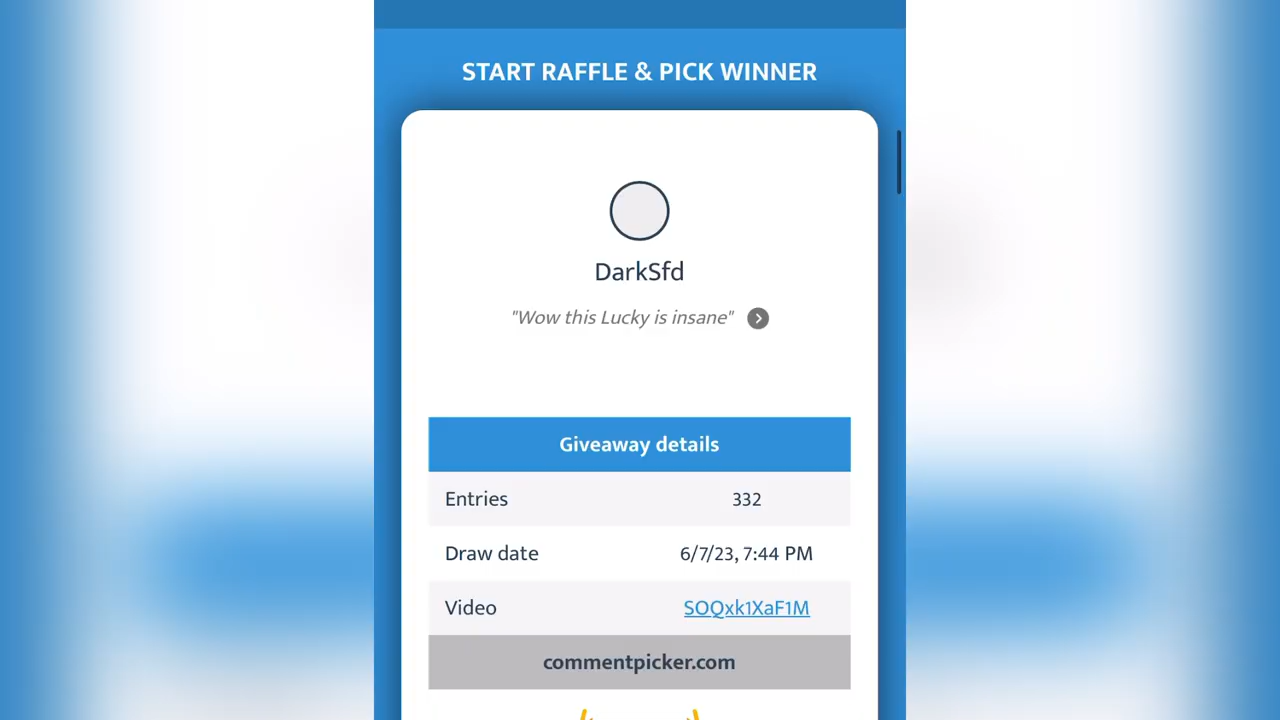 START RAFFLE & PICK WINNER
DarkSfd
"Wow this Lucky is insane"
Giveaway details
Entries 332
Draw date 6/7/23, 7:44 PM
Video SOQxk1XaF1M
commentpicker.com